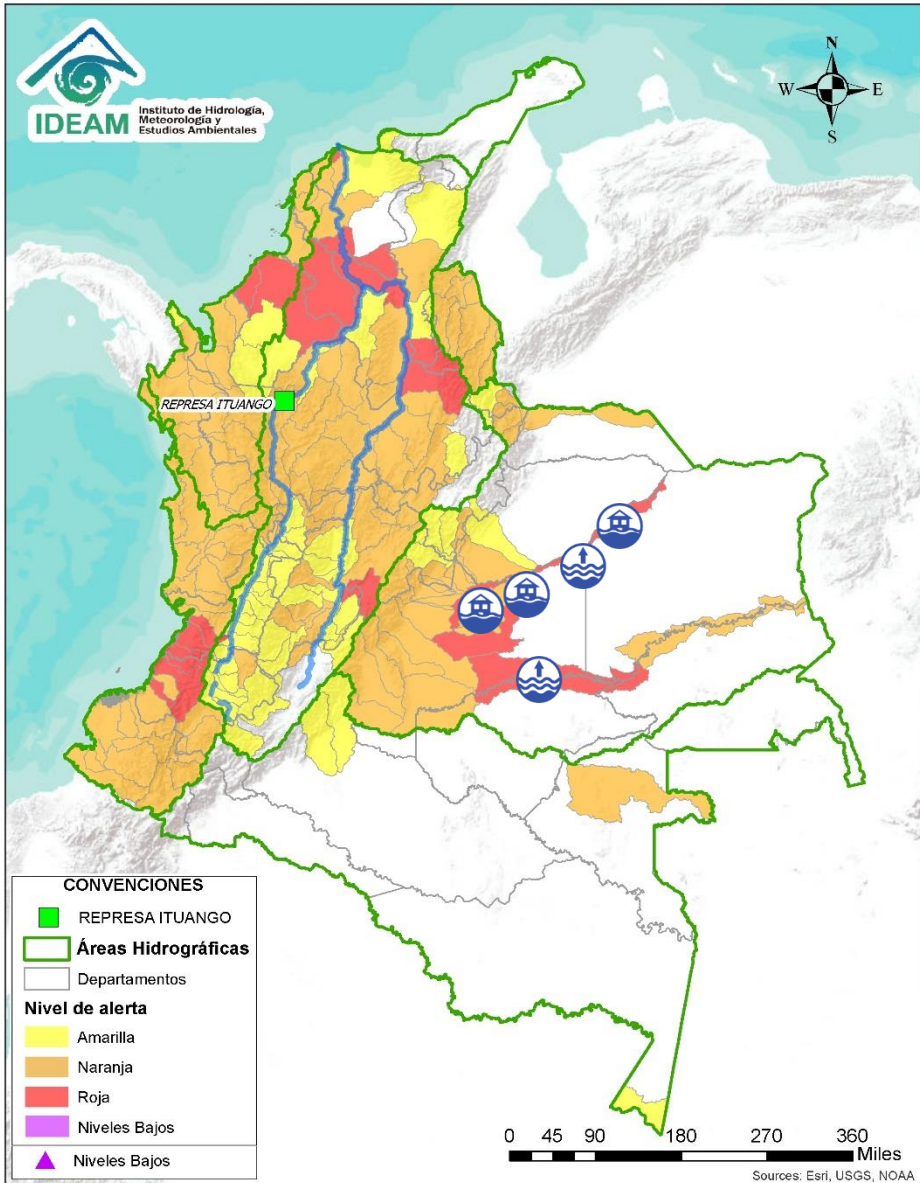 IDEAM
Instituto de Hidrología,
Meteorología y
Estudios Ambientales
N
W E
S
REPRESA ITUANGO
CONVENCIONES
REPRESA ITUANGO
Áreas Hidrográficas
Departamentos
Nivel de alerta
Amarilla
Naranja
Roja
Niveles Bajos
Niveles Bajos
0 45 90 180 270 360
Miles
Sources: Esri, USGS, NOAA